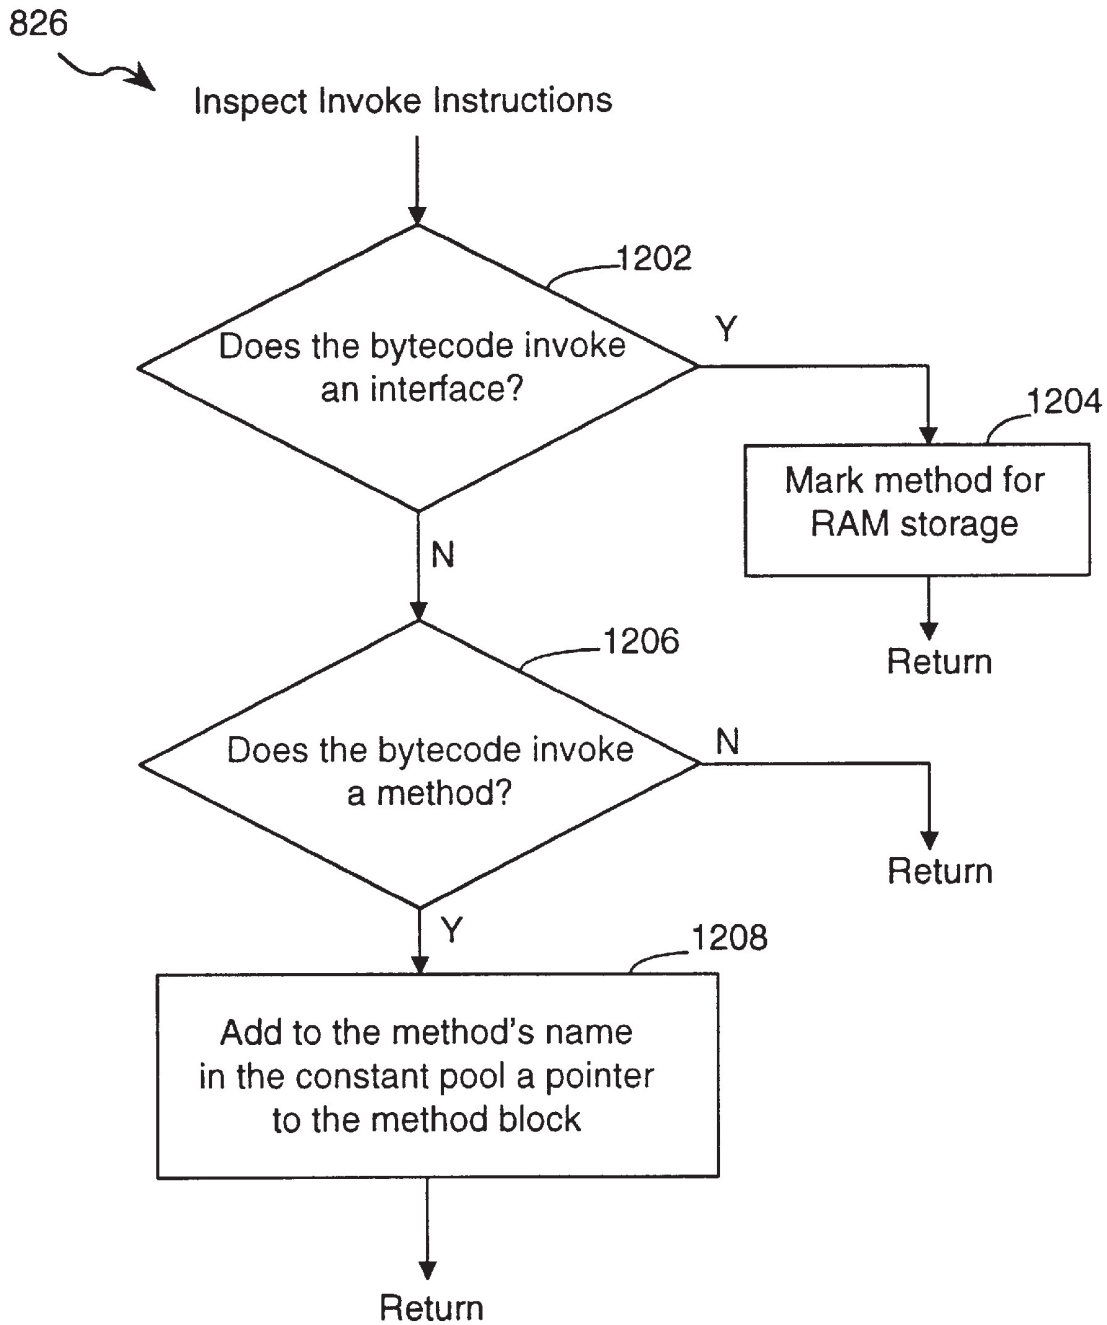 826
Inspect Invoke Instructions
1202
Does the bytecode invoke
an interface?
Y
1204
Mark method for
RAM storage
N
Return
1206
Does the bytecode invoke
a method?
N
Return
Y
1208
Add to the method's name
in the constant pool a pointer
to the method block
Return